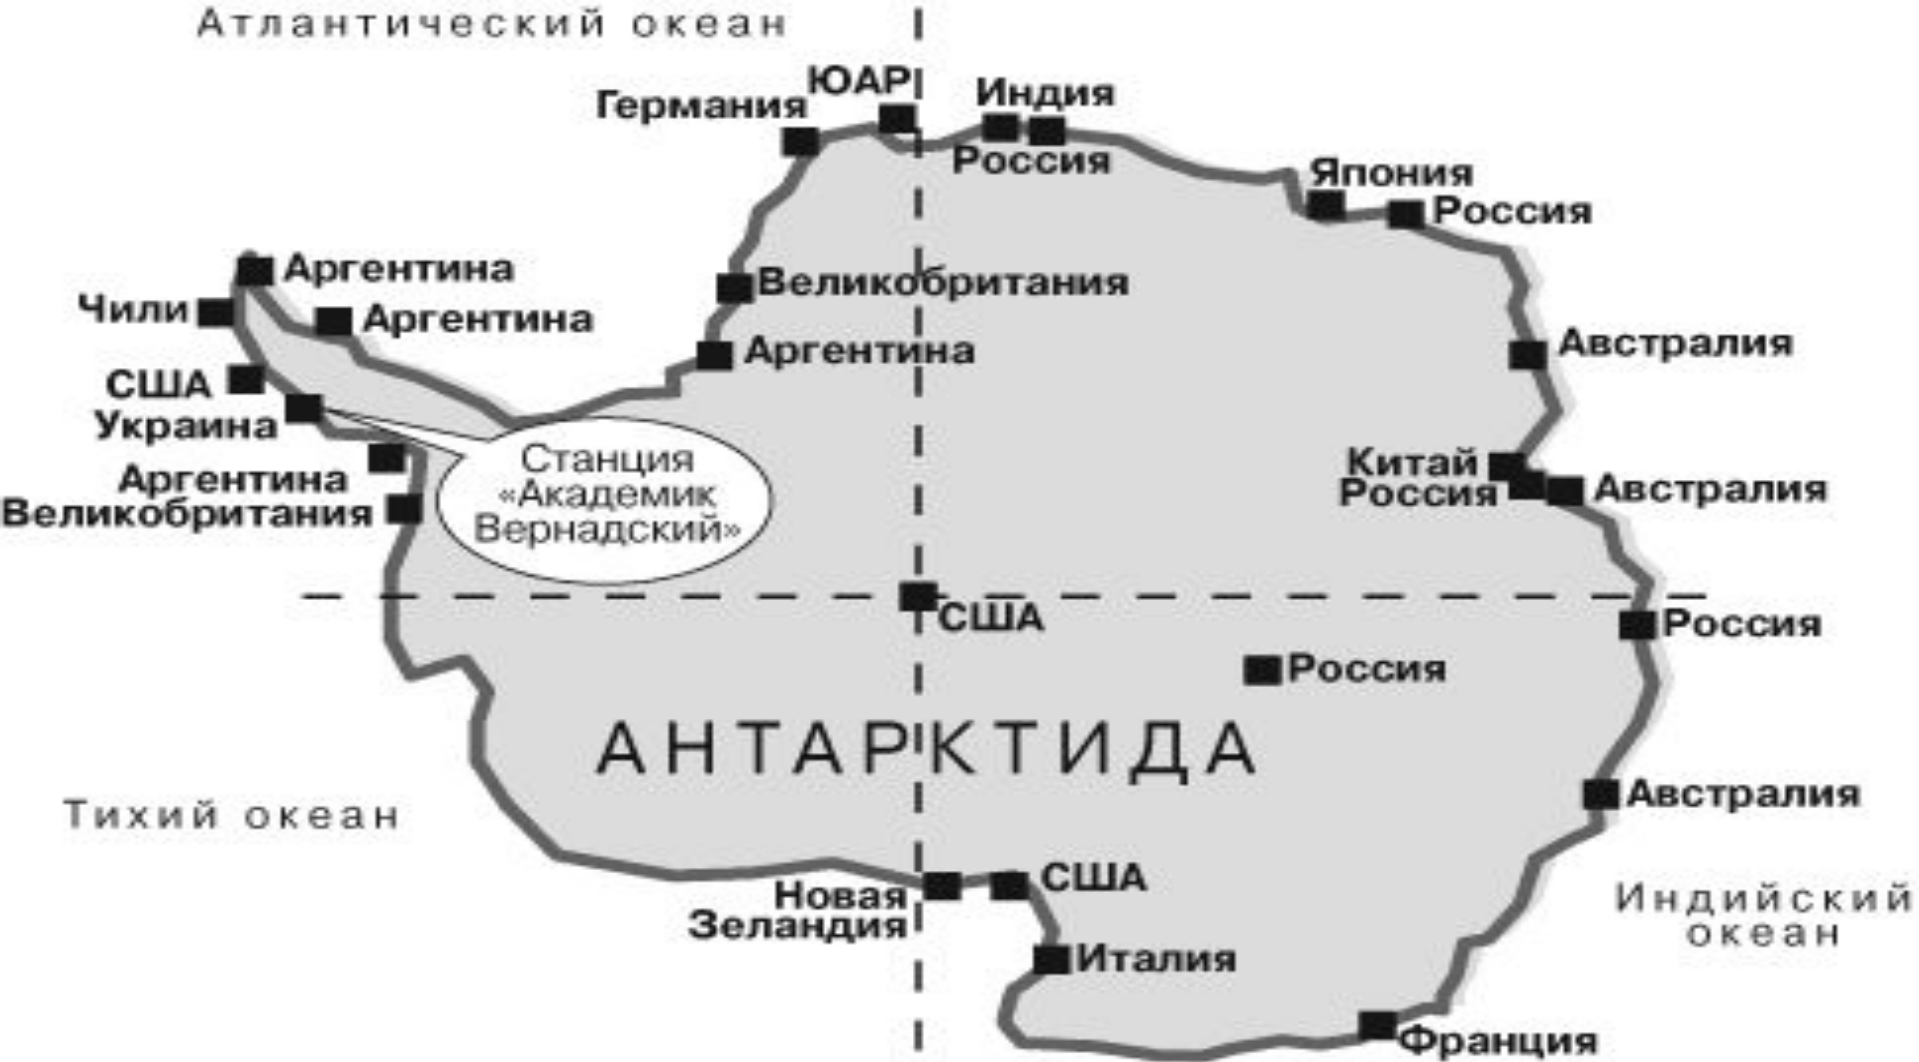 Атлантический океан
ЮАР
Германия
Индия
Россия
Япония
Россия
Аргентина
Чили
Аргентина
Великобритания
Аргентина
Австралия
США
Украина
Станция
«Академик
Вернадский»
Аргентина
Великобритания
Китай
Россия
Австралия
США
Россия
Россия
АНТАРКТИДА
Тихий океан
Австралия
Новая
Зеландия
США
Индийский
океан
Италия
Франция